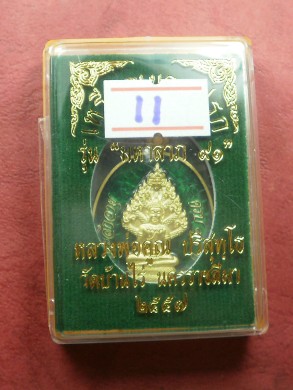 11
รุ่น "มหาลาภ ๙๑"
หลวงพ่อคูณ ปริสุทฺโธ
วัดบ้านไร่ นครราชสีมา
๒๕๕๗